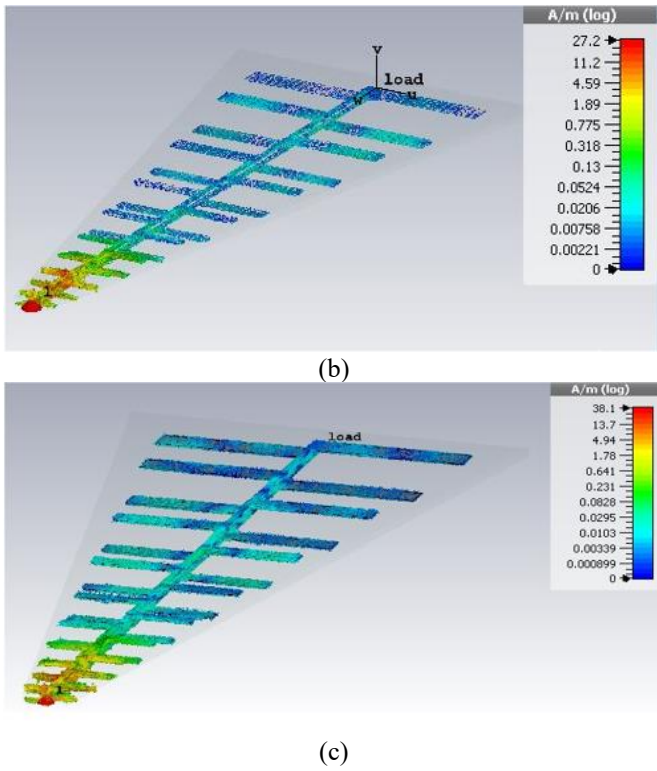 A/m (log)
27.2
11.2
4.59
1.89
0.775
0.318
0.13
0.0524
0.0206
0.00758
0.00221
0
v
load
w
u
1
(b)
A/m (log)
38.1
13.7
4.94
1.78
0.641
0.231
0.0828
0.0295
0.0103
0.00339
0.000899
0
load
1
(c)